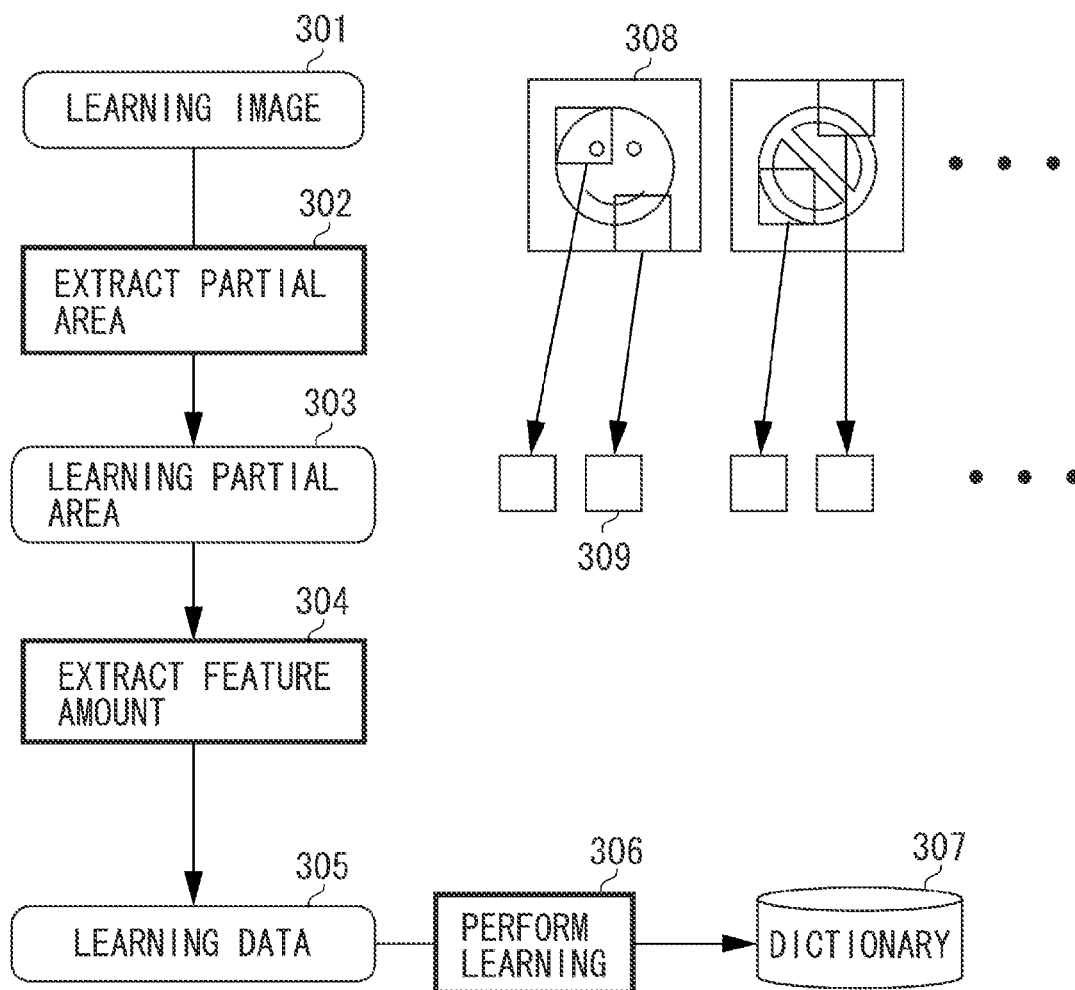 301
LEARNING IMAGE
308
302
EXTRACT PARTIAL
AREA
303
LEARNING PARTIAL
AREA
309
304
EXTRACT FEATURE
AMOUNT
305
LEARNING DATA
306
PERFORM
LEARNING
307
DICTIONARY